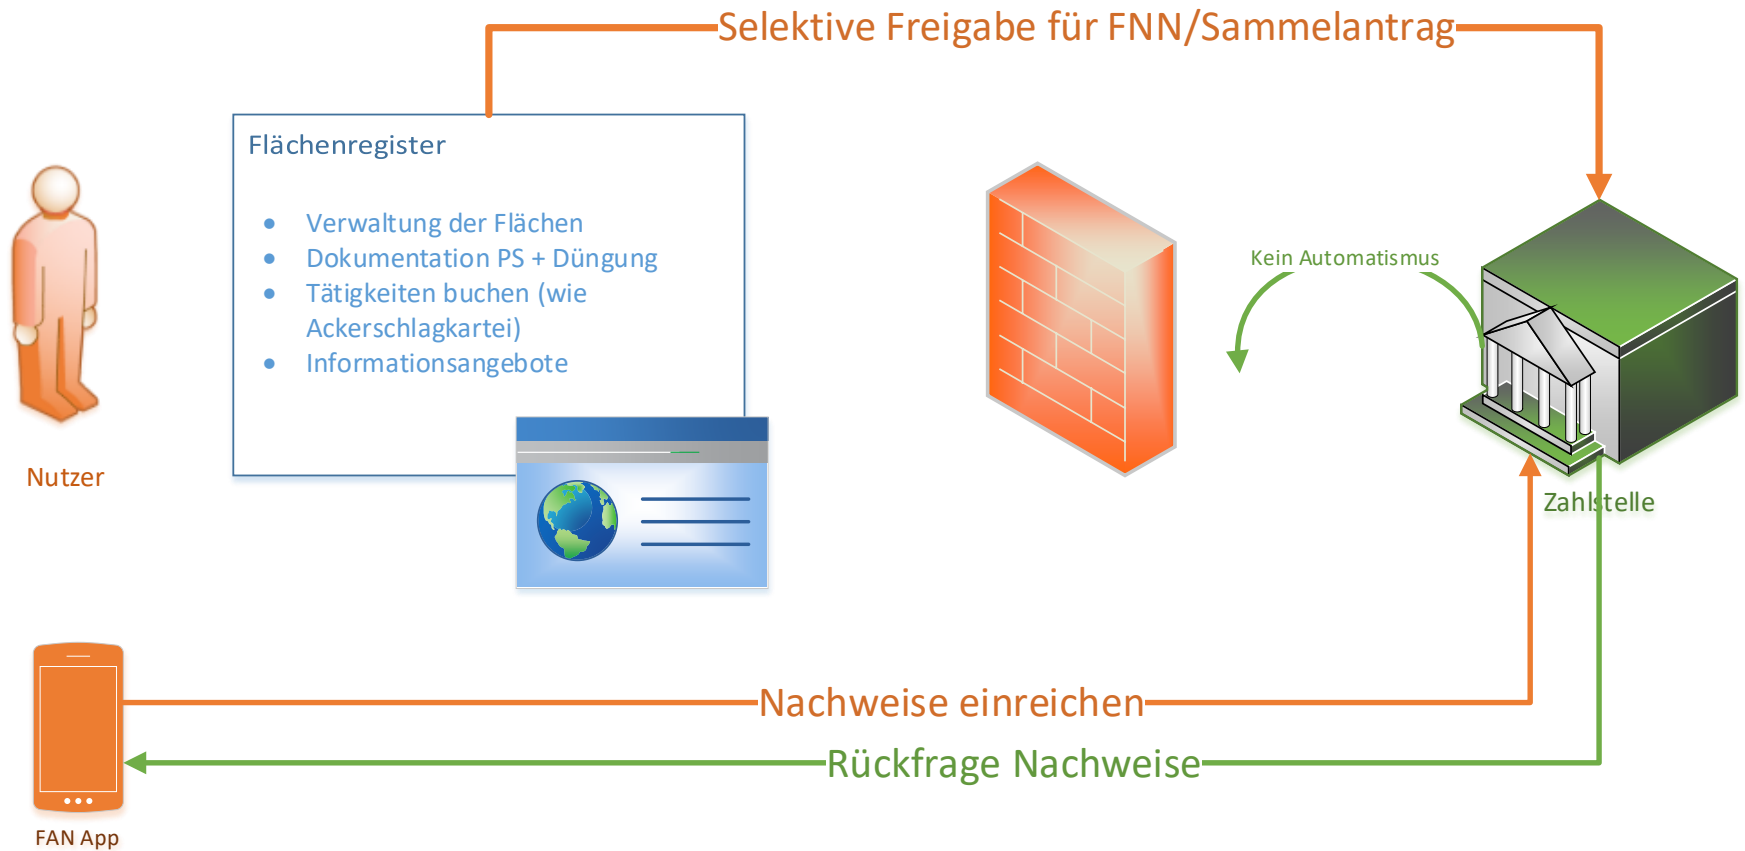 Selektive Freigabe für FNN/Sammelantrag
Flächenregister
• Verwaltung der Flächen
• Dokumentation PS + Düngung
• Tätigkeiten buchen (wie
Ackerschlagkartei)
• Informationsangebote
Kein Automatismus
Nutzer
Zahlstelle
Nachweise einreichen
Rückfrage Nachweise
FAN App